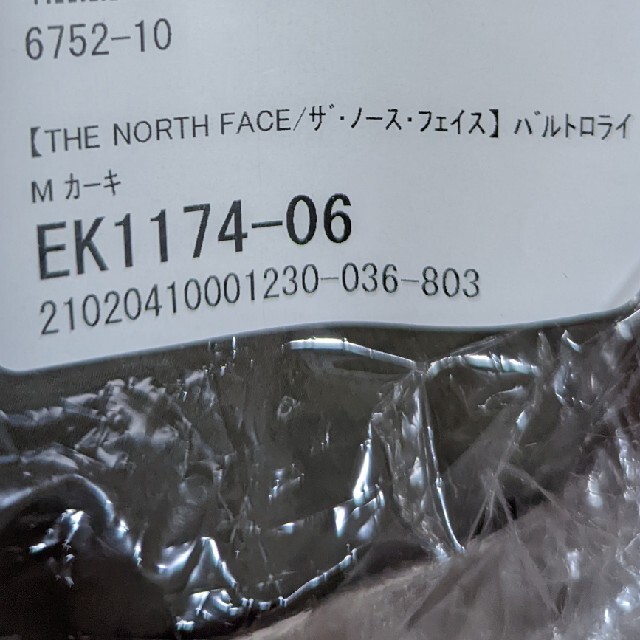 6752-10
【THE NORTH FACE/ｻﾞ･ﾉｰｽ･ﾌｪｲｽ】ﾊﾞﾙﾄﾛﾗｲ
M ｶｰｷ
EK1174-06
21020410001230-036-803